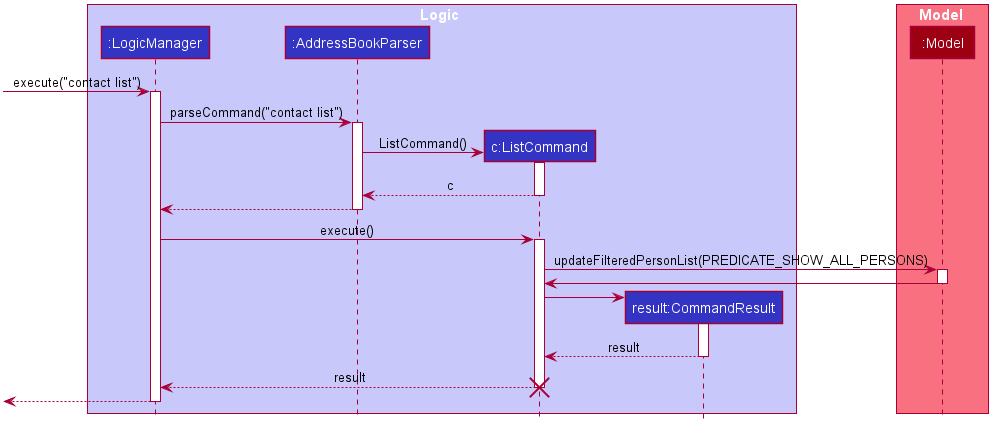 Logic
Model
:LogicManager
:AddressBookParser
:Model
execute("contact list")
parseCommand("contact list")
ListCommand()
c:ListCommand
c
execute()
updateFilteredPersonList(PREDICATE_SHOW_ALL_PERSONS)
result:CommandResult
result
result